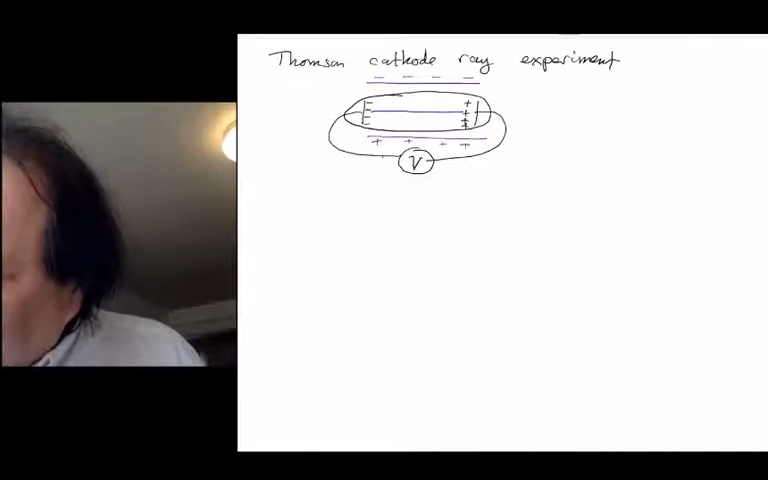 Thomson cathode ray experiment
- - - -
- +
- +
- +
- +
+ + + +
V